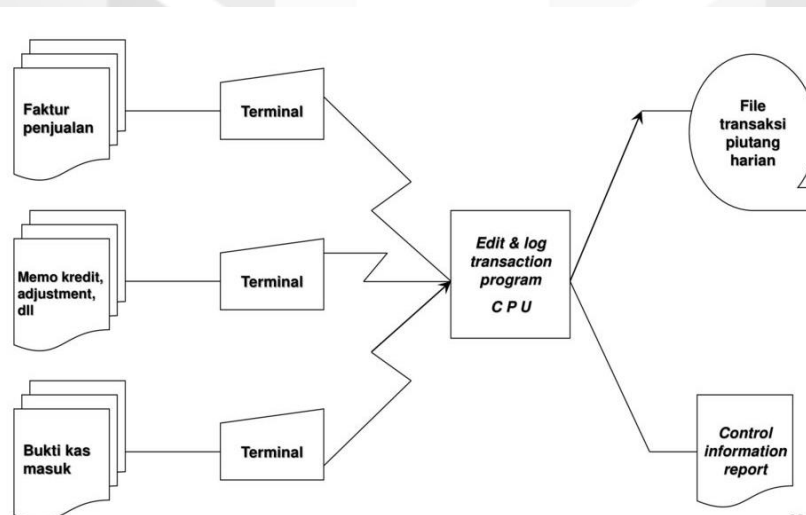 Faktur
penjualan
Terminal
File
transaksi
piutang
harian
Memo kredit,
adjustment,
dll
Terminal
Edit & log
transaction
program
C P U
Bukti kas
masuk
Terminal
Control
information
report